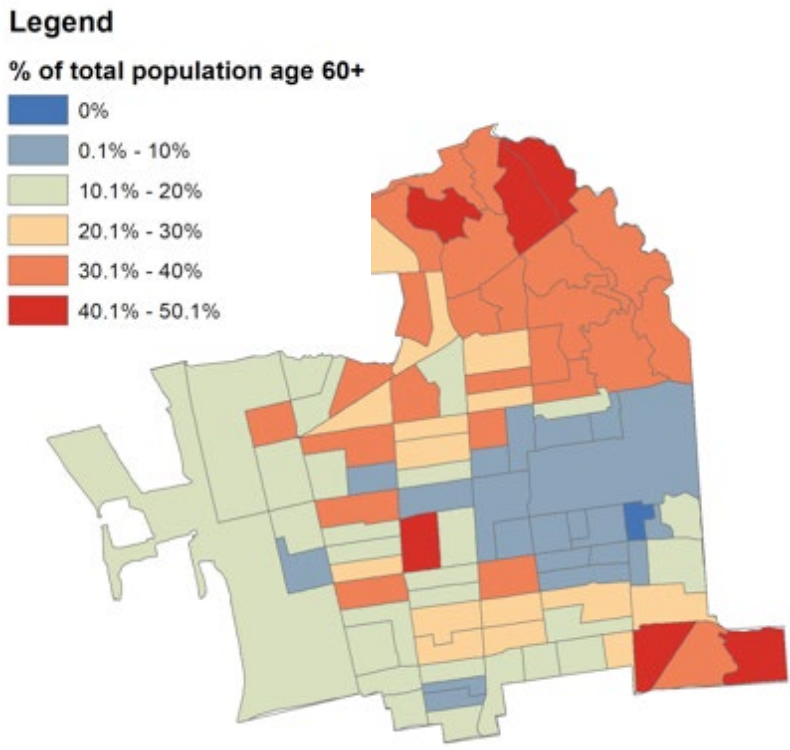 Legend
% of total population age 60+
0%
0.1% - 10%
10.1% - 20%
20.1% - 30%
30.1% - 40%
40.1% - 50.1%